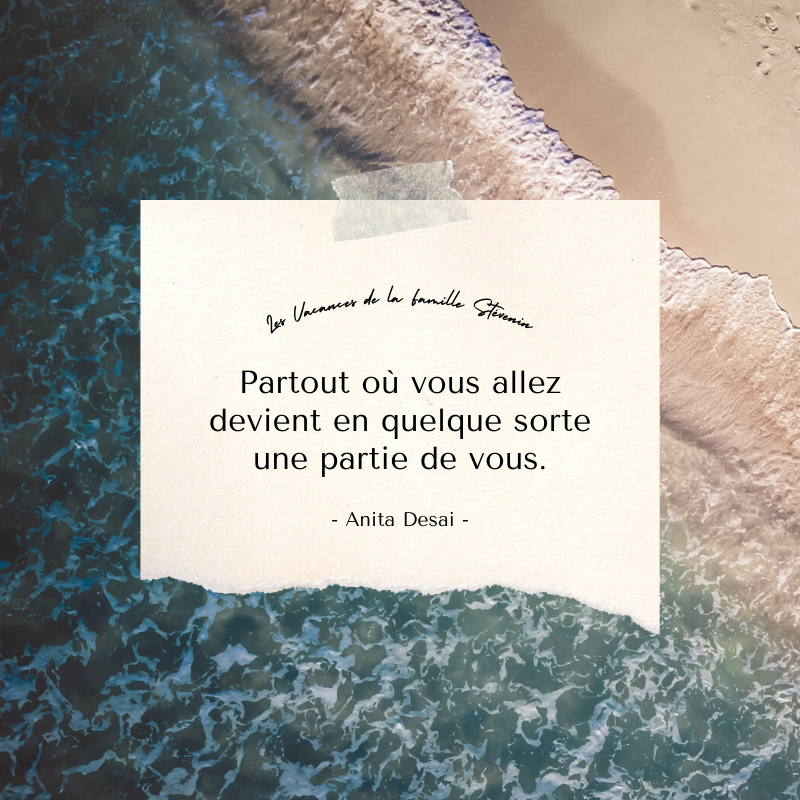 Les Vacances de la famille Stévenin
Partout où vous allez
devient en quelque sorte
une partie de vous.
- Anita Desai -